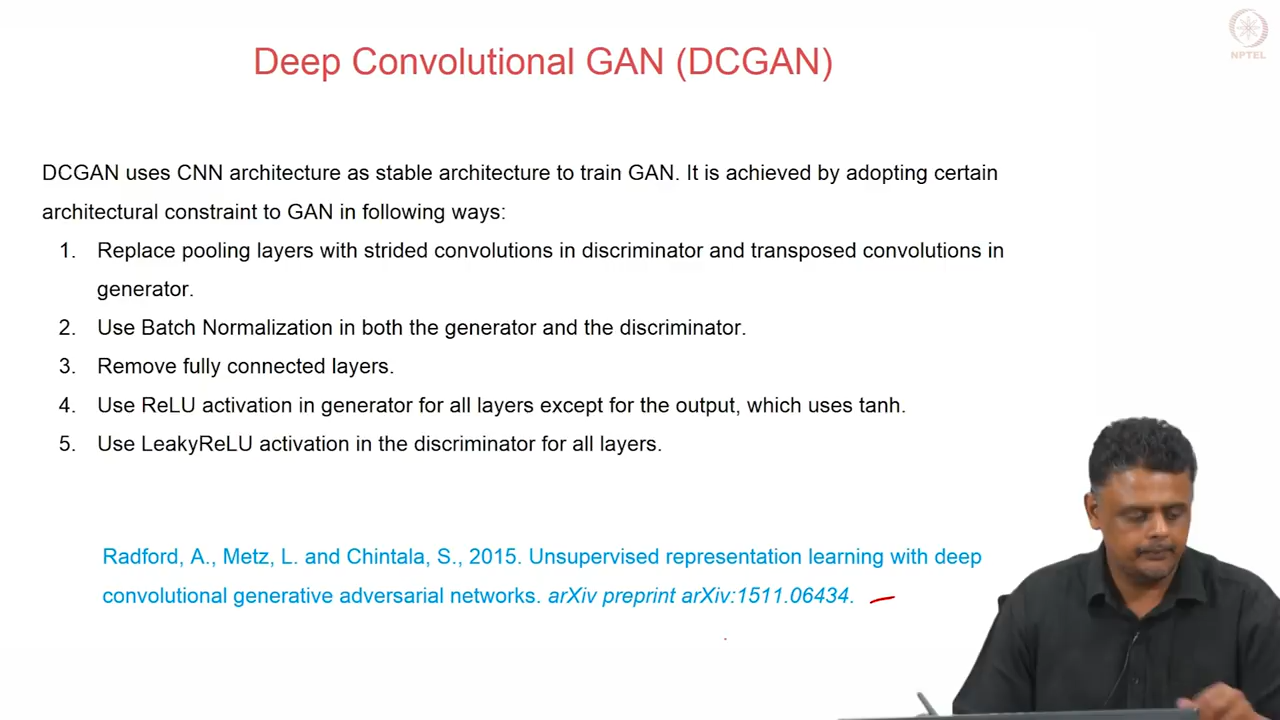 NPTEL
Deep Convolutional GAN (DCGAN)
DCGAN uses CNN architecture as stable architecture to train GAN. It is achieved by adopting certain
architectural constraint to GAN in following ways:
1. Replace pooling layers with strided convolutions in discriminator and transposed convolutions in
generator.
2. Use Batch Normalization in both the generator and the discriminator.
3. Remove fully connected layers.
4. Use ReLU activation in generator for all layers except for the output, which uses tanh.
5. Use LeakyReLU activation in the discriminator for all layers.
Radford, A., Metz, L. and Chintala, S., 2015. Unsupervised representation learning with deep
convolutional generative adversarial networks. arXiv preprint arXiv:1511.06434.